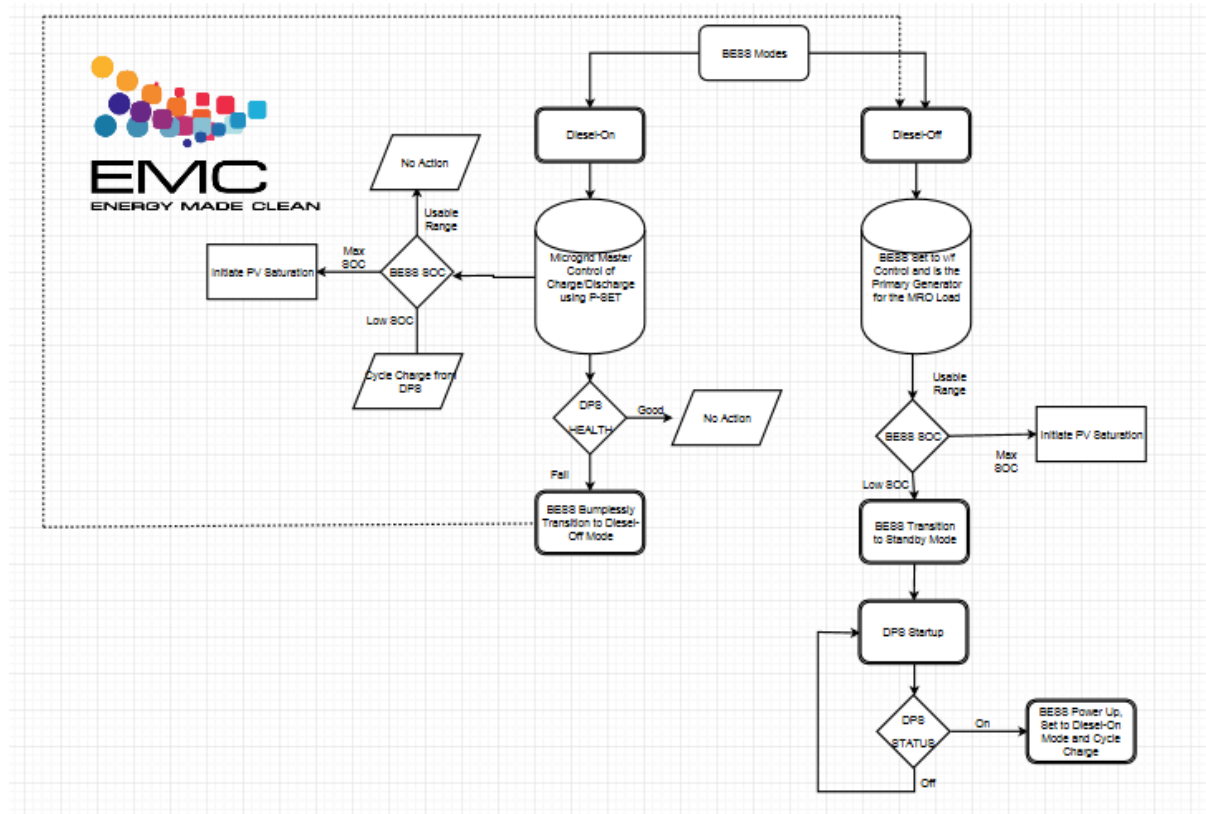 BESS Modes
EMC
ENERGY MADE CLEAN
Diesel-On
Diesel-Off
No Action
Usable
Range
Max
SOC
Initiate PV Saturation
BESS SOC
Low SOC
Cycle Charge from
DPS
Microgrid Master
Control of
Charge/Discharge
using P-SET
DPS
HEALTH
Good
No Action
Fail
BESS Bumplessly
Transition to Diesel-
Off Mode
BESS Set to v/f
Control and is the
Primary Generator
for the MRO Load
Usable
Range
BESS SOC
Max
SOC
Initiate PV Saturation
Low SOC
BESS Transition
to Standby Mode
DPS Startup
DPS
STATUS
On
BESS Power Up,
Set to Diesel-On
Mode and Cycle
Charge
Off